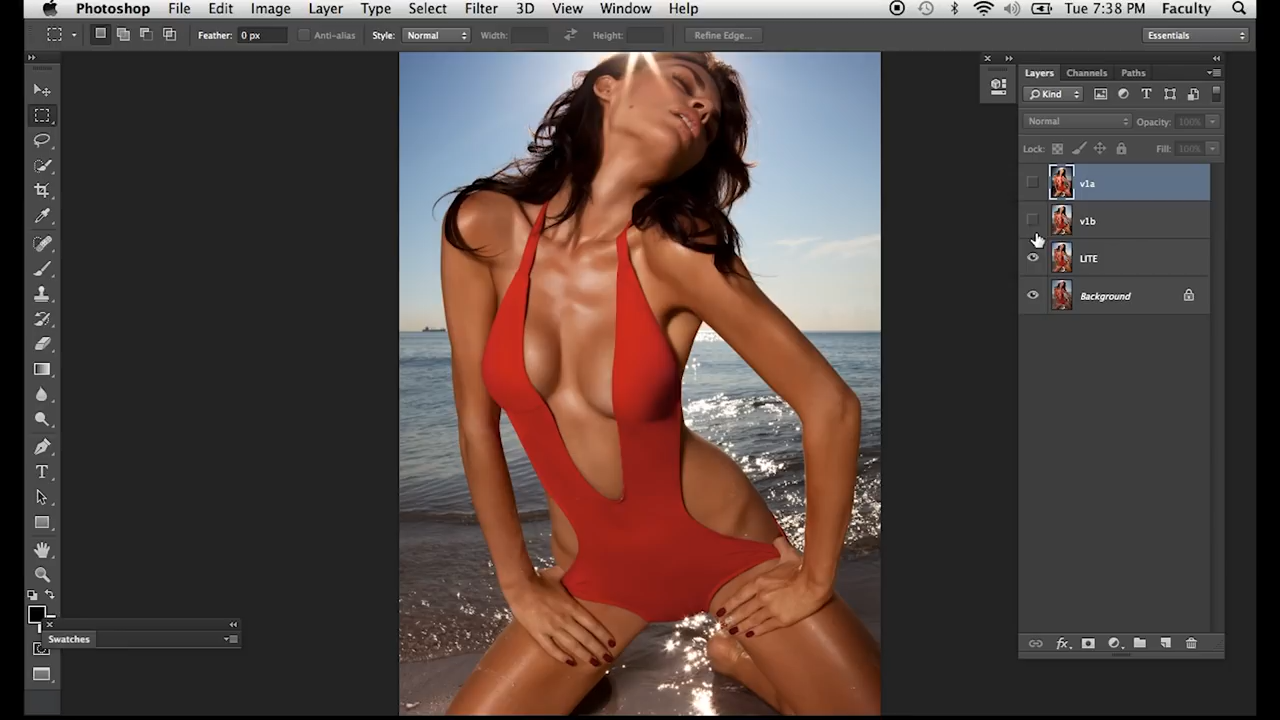 Photoshop File Edit Image Layer Type Select Filter 3D View Window Help Tue 7:38 PM Faculty
Feather: 0 px Anti-alias Style: Normal Width: Height: Refine Edge... Essentials
Layers Channels Paths
Kind
Normal Opacity: 100%
Lock: Fill: 100%
v1a
v1b
LITE
Background
Swatches
fx